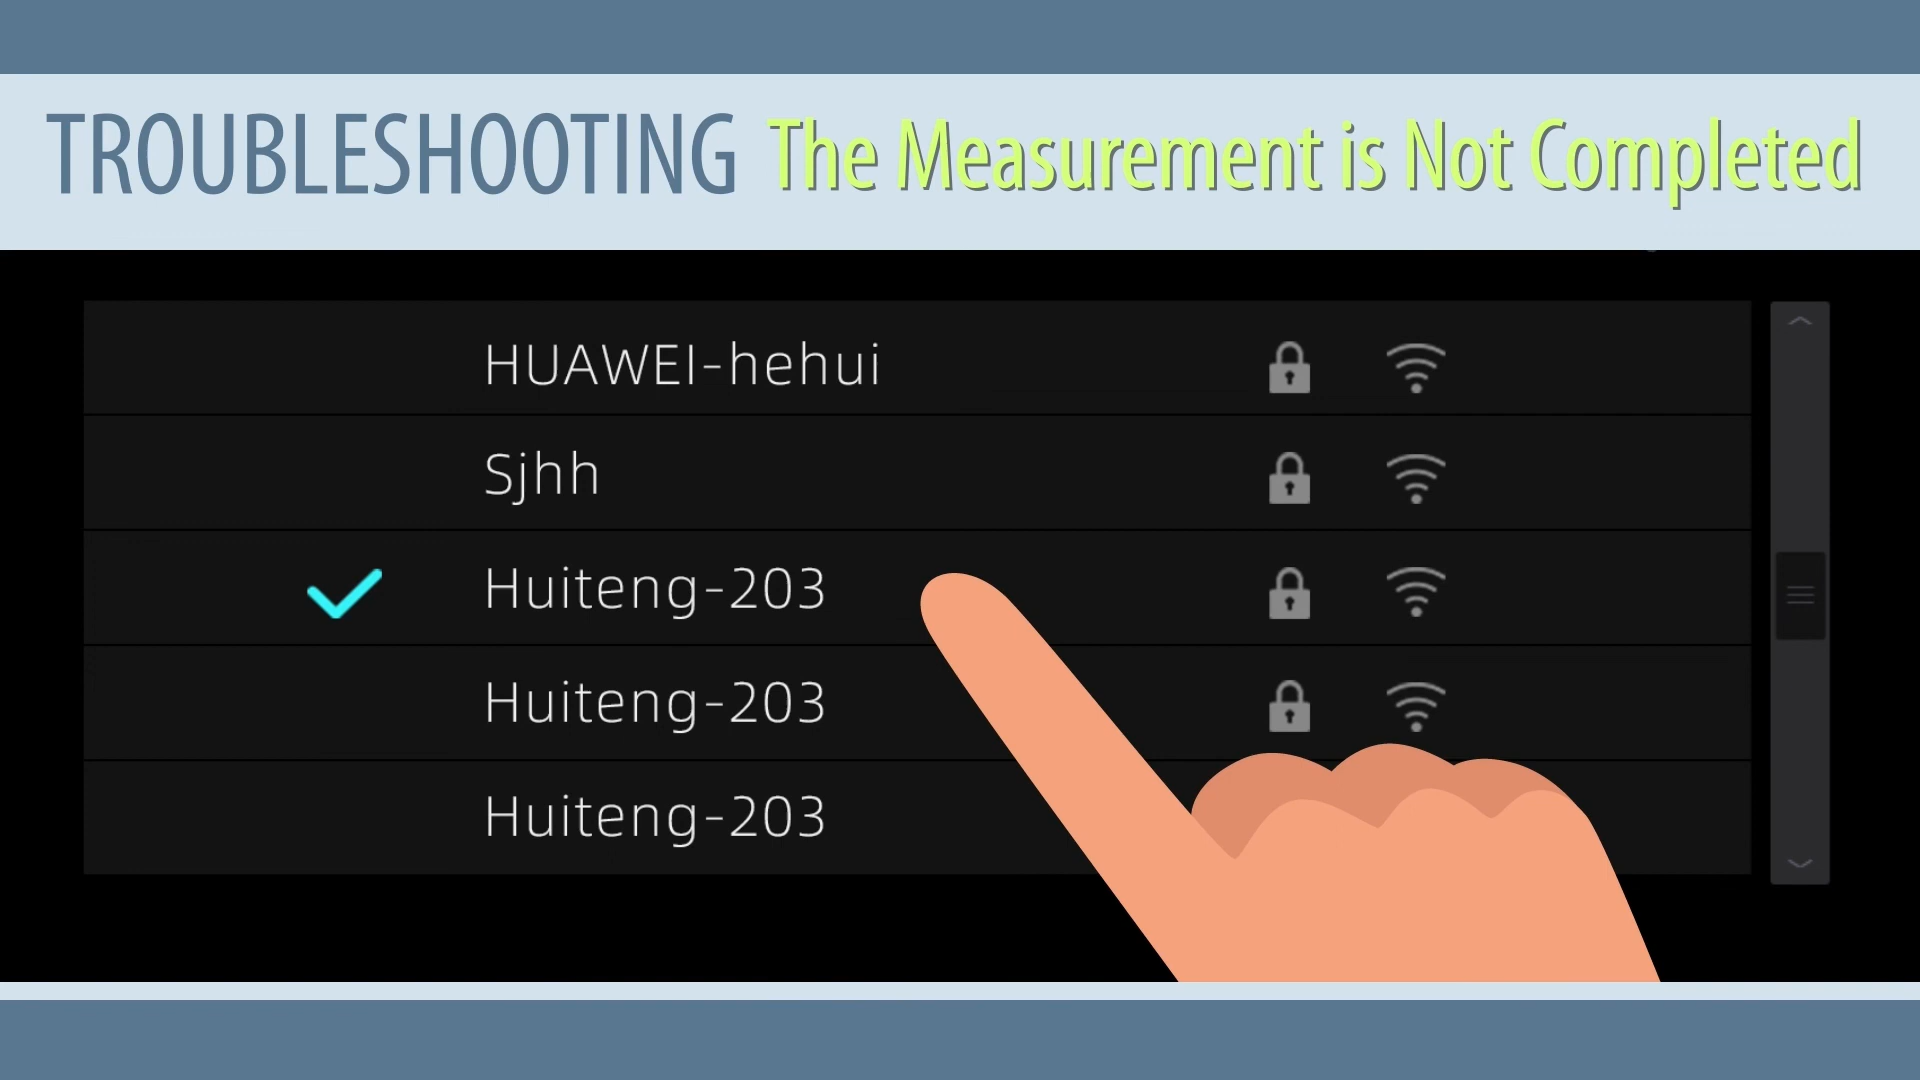 TROUBLESHOOTING The Measurement is Not Completed
HUAWEI-hehui
Sjhh
Huiteng-203
Huiteng-203
Huiteng-203